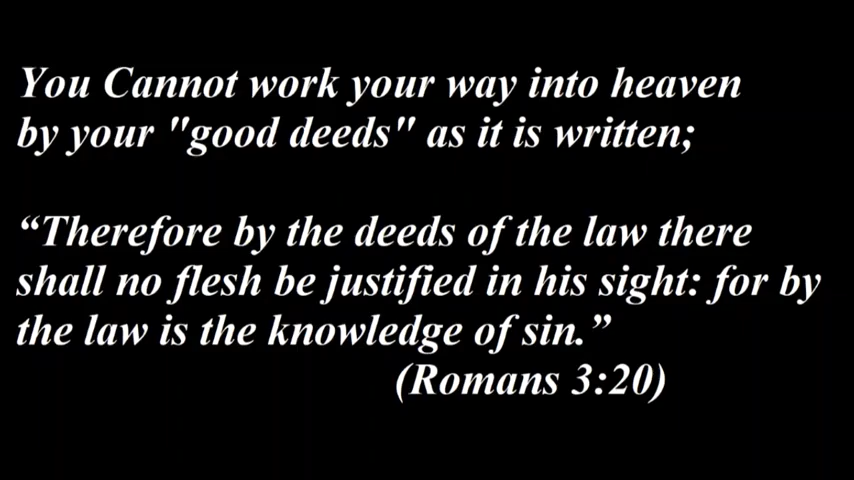 You Cannot work your way into heaven
by your "good deeds" as it is written;
“Therefore by the deeds of the law there
shall no flesh be justified in his sight: for by
the law is the knowledge of sin.”
(Romans 3:20)